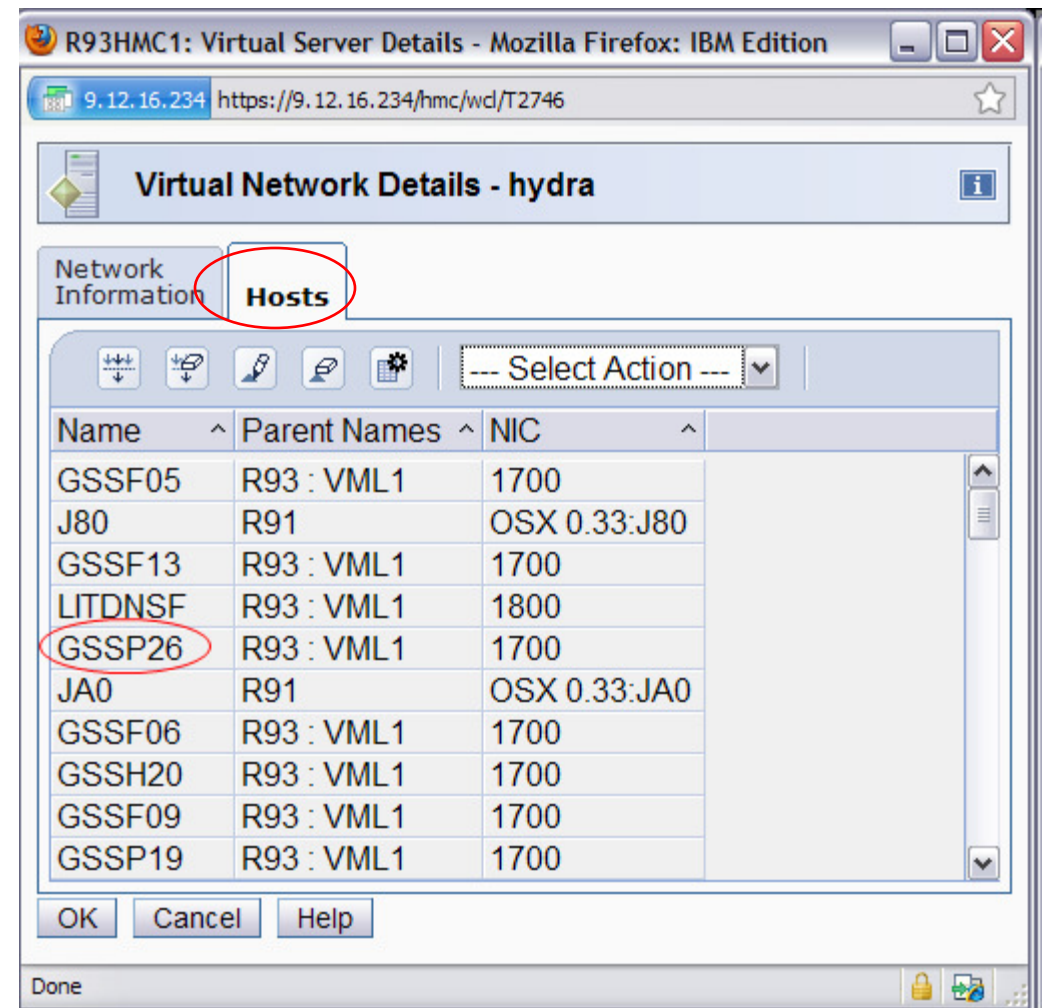 R93HMC1: Virtual Server Details - Mozilla Firefox: IBM Edition
9.12.16.234 https://9.12.16.234/hmc/wcl/T2746
Virtual Network Details - hydra
i
Network
Information
Hosts
--- Select Action ---
Name Parent Names NIC
GSSF05 R93 : VML1 1700
J80 R91 OSX 0.33:J80
GSSF13 R93 : VML1 1700
LITDNSF R93 : VML1 1800
GSSP26 R93 : VML1 1700
JA0 R91 OSX 0.33:JA0
GSSF06 R93 : VML1 1700
GSSH20 R93 : VML1 1700
GSSF09 R93 : VML1 1700
GSSP19 R93 : VML1 1700
OK Cancel Help
Done